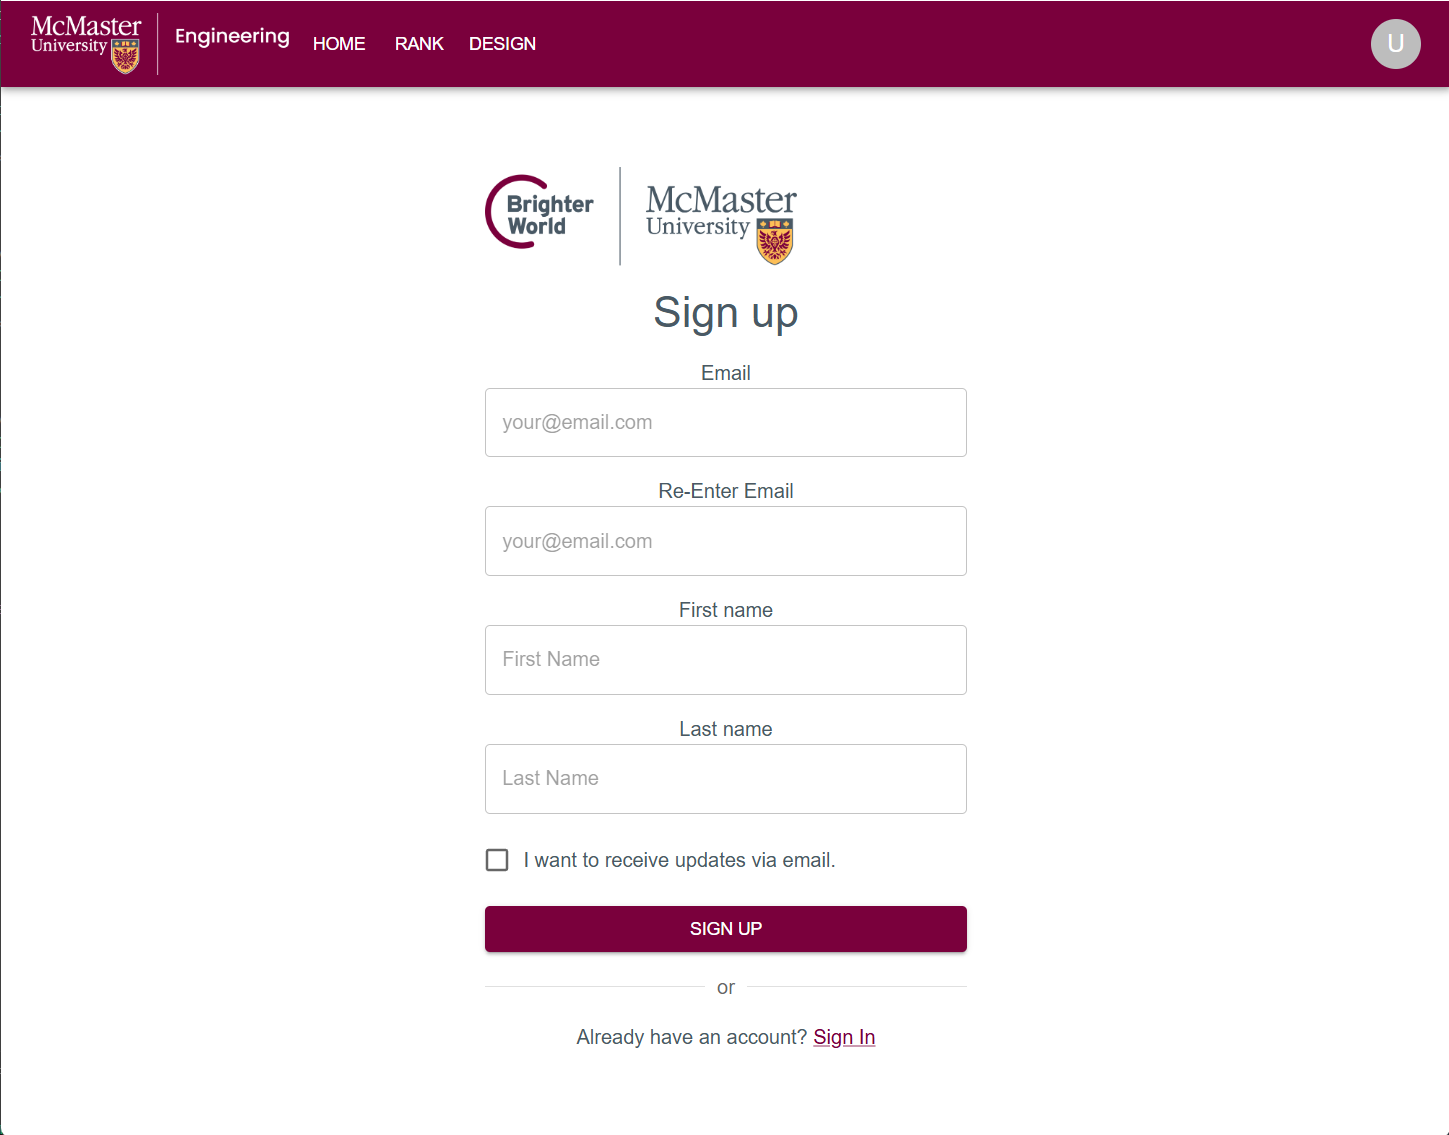 McMaster
University
Engineering
HOME
RANK
DESIGN
U
Brighter
World
McMaster
University
Sign up
Email
your@email.com
Re-Enter Email
your@email.com
First name
First Name
Last name
Last Name
I want to receive updates via email.
SIGN UP
or
Already have an account? Sign In